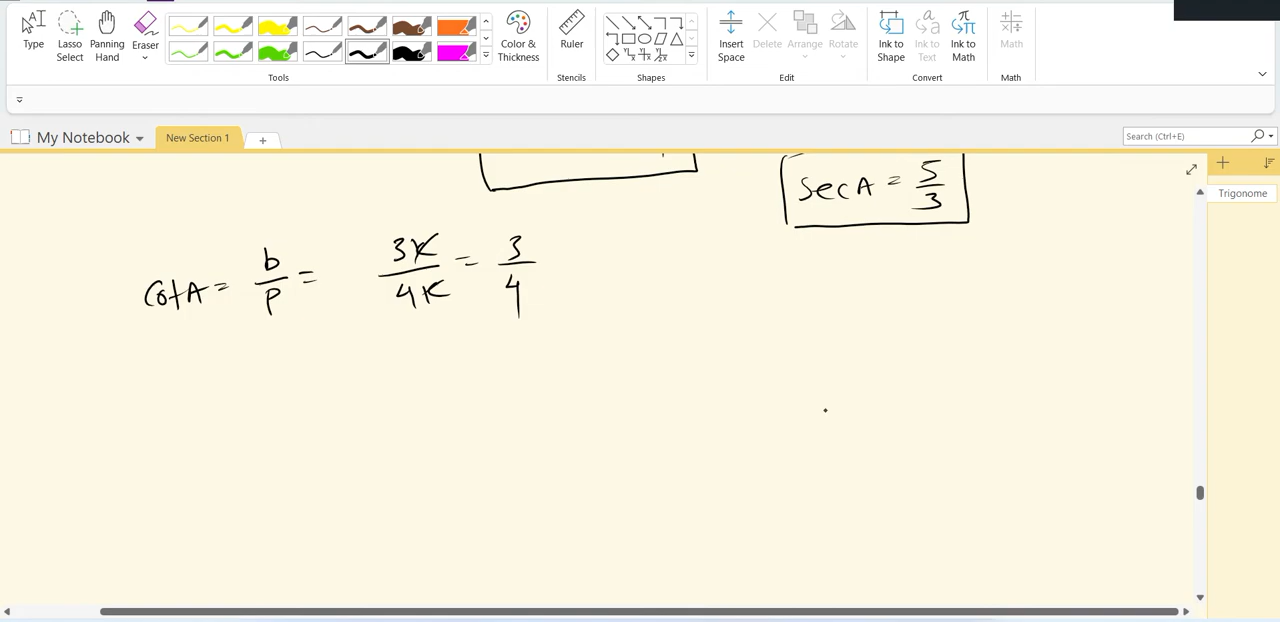 Type
Lasso Select
Panning Hand
Eraser
Color & Thickness
Ruler
Insert Space
Delete
Arrange
Rotate
Ink to Shape
Ink to Text
Ink to Math
Math
Tools
Stencils
Shapes
Edit
Convert
Math
My Notebook
New Section 1
Search (Ctrl+E)
Trigonome
Sec A = 5/3
Cot A = b/p = 3K/4K = 3/4